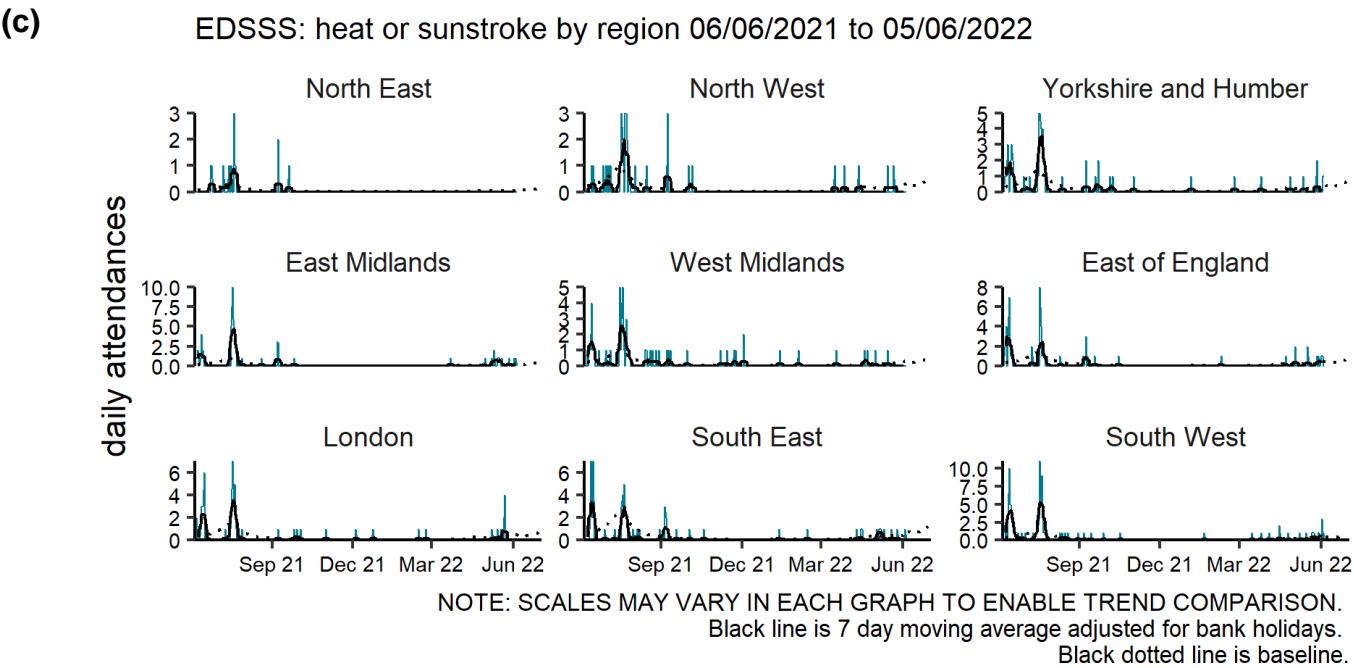 (c)
EDSSS: heat or sunstroke by region 06/06/2021 to 05/06/2022
daily attendances
North East
3
2
1
0
North West
3
2
1
0
Yorkshire and Humber
5
4
3
2
1
0
East Midlands
10.0
7.5
5.0
2.5
0.0
West Midlands
5
4
3
2
1
0
East of England
8
6
4
2
0
London
6
4
2
0
South East
6
4
2
0
South West
10.0
7.5
5.0
2.5
0.0
Sep 21 Dec 21 Mar 22 Jun 22
Sep 21 Dec 21 Mar 22 Jun 22
Sep 21 Dec 21 Mar 22 Jun 22
NOTE: SCALES MAY VARY IN EACH GRAPH TO ENABLE TREND COMPARISON.
Black line is 7 day moving average adjusted for bank holidays.
Black dotted line is baseline.